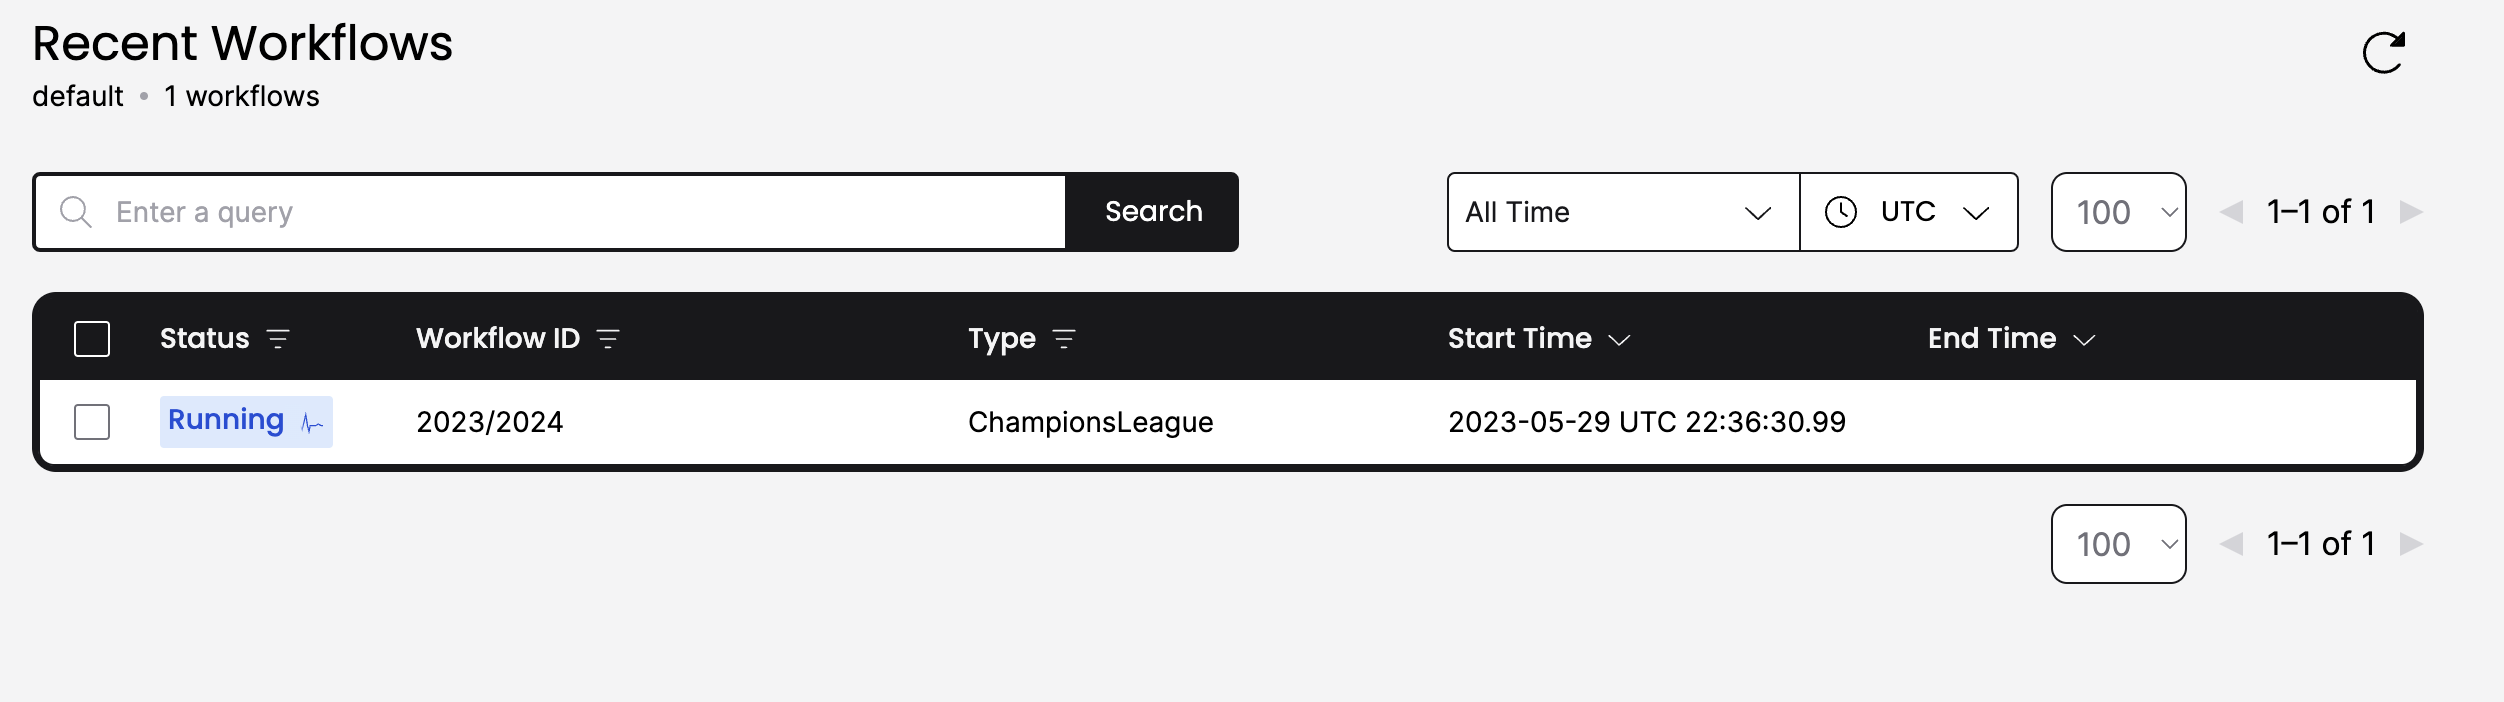 Recent Workflows
default • 1 workflows
Enter a query Search All Time UTC 100 1–1 of 1
Status Workflow ID Type Start Time End Time
Running 2023/2024 ChampionsLeague 2023-05-29 UTC 22:36:30.99
100 1–1 of 1